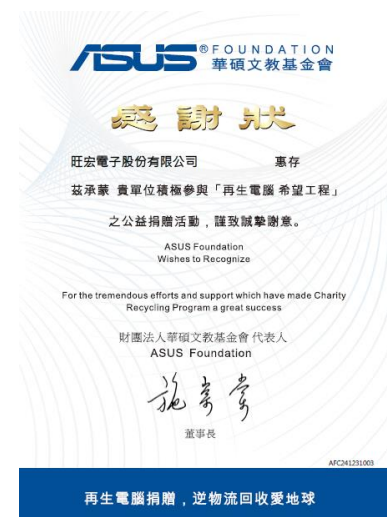 ASUS® FOUNDATION
華碩文教基金會
感謝狀
旺宏電子股份有限公司 惠存
茲承蒙 貴單位積極參與「再生電腦 希望工程」
之公益捐贈活動，謹致誠摯謝意。
ASUS Foundation
Wishes to Recognize
For the tremendous efforts and support which have made Charity
Recycling Program a great success
財團法人華碩文教基金會 代表人
ASUS Foundation
施崇棠
董事長
AFC241231003
再生電腦捐贈，逆物流回收愛地球